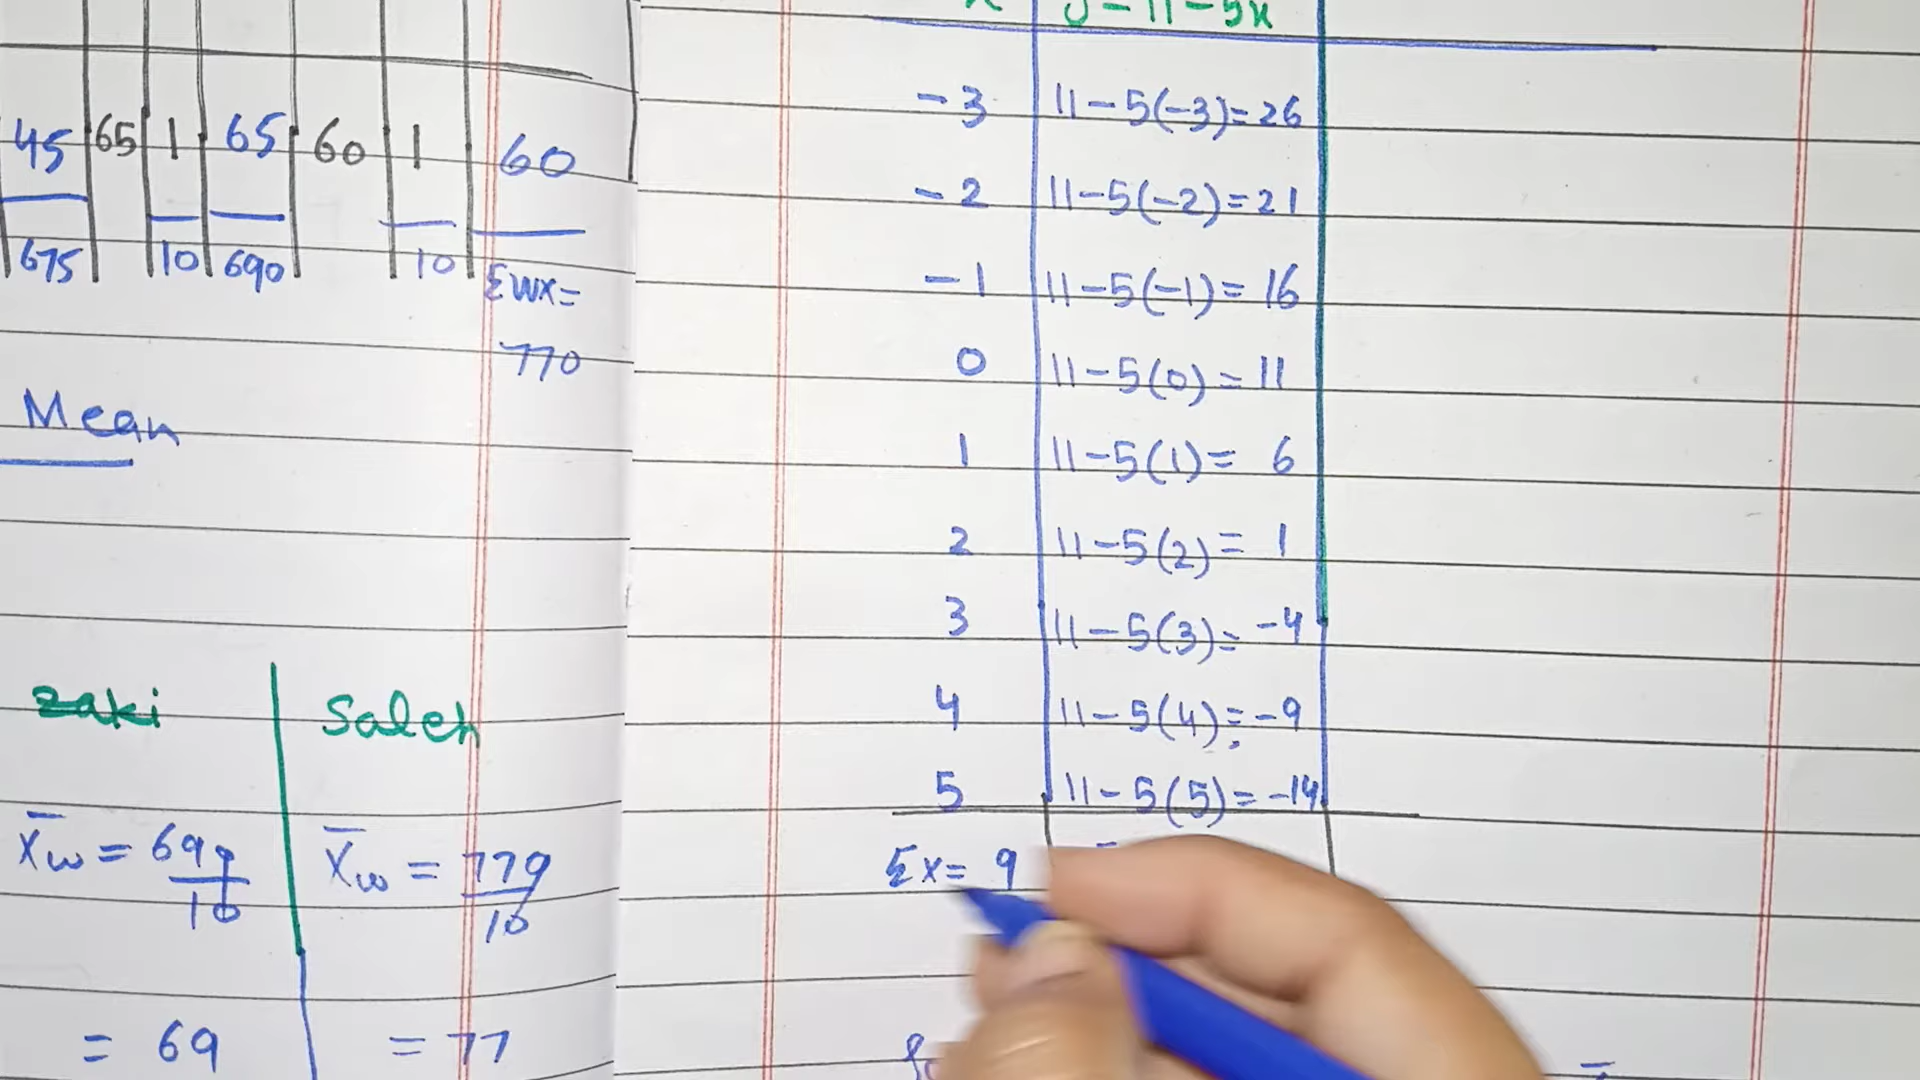 45 65 1 65 60 1 60
675 10 690 10 Σwx=
770
Mean
zaki Saleh
x̄w = 690/10 x̄w = 770/10
= 69 = 77
x y = 11 - 5x
-3 11-5(-3)=26
-2 11-5(-2)=21
-1 11-5(-1)= 16
0 11-5(0)= 11
1 11-5(1)= 6
2 11-5(2)= 1
3 11-5(3)= -4
4 11-5(4)= -9
5 11-5(5)= -14
Σx= 9